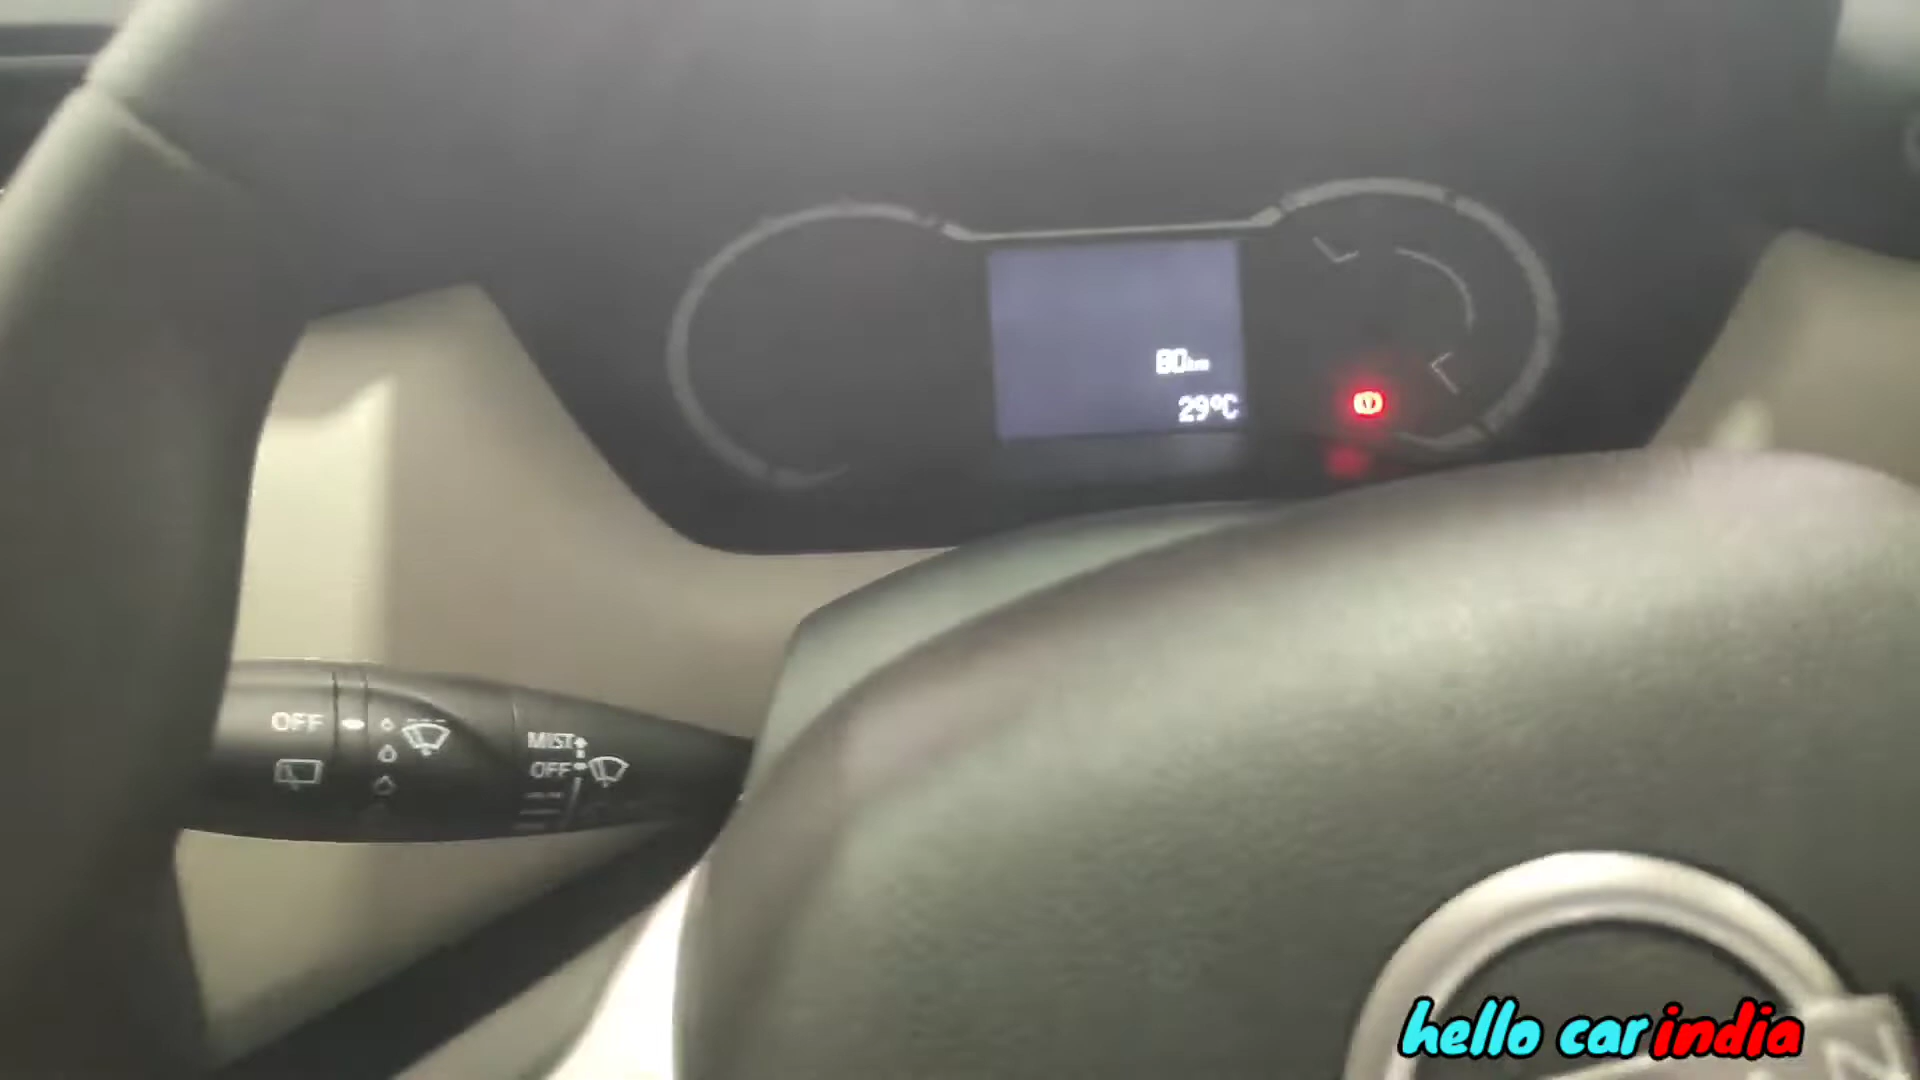 80km
29°C
OFF
MIST
OFF
hello car india